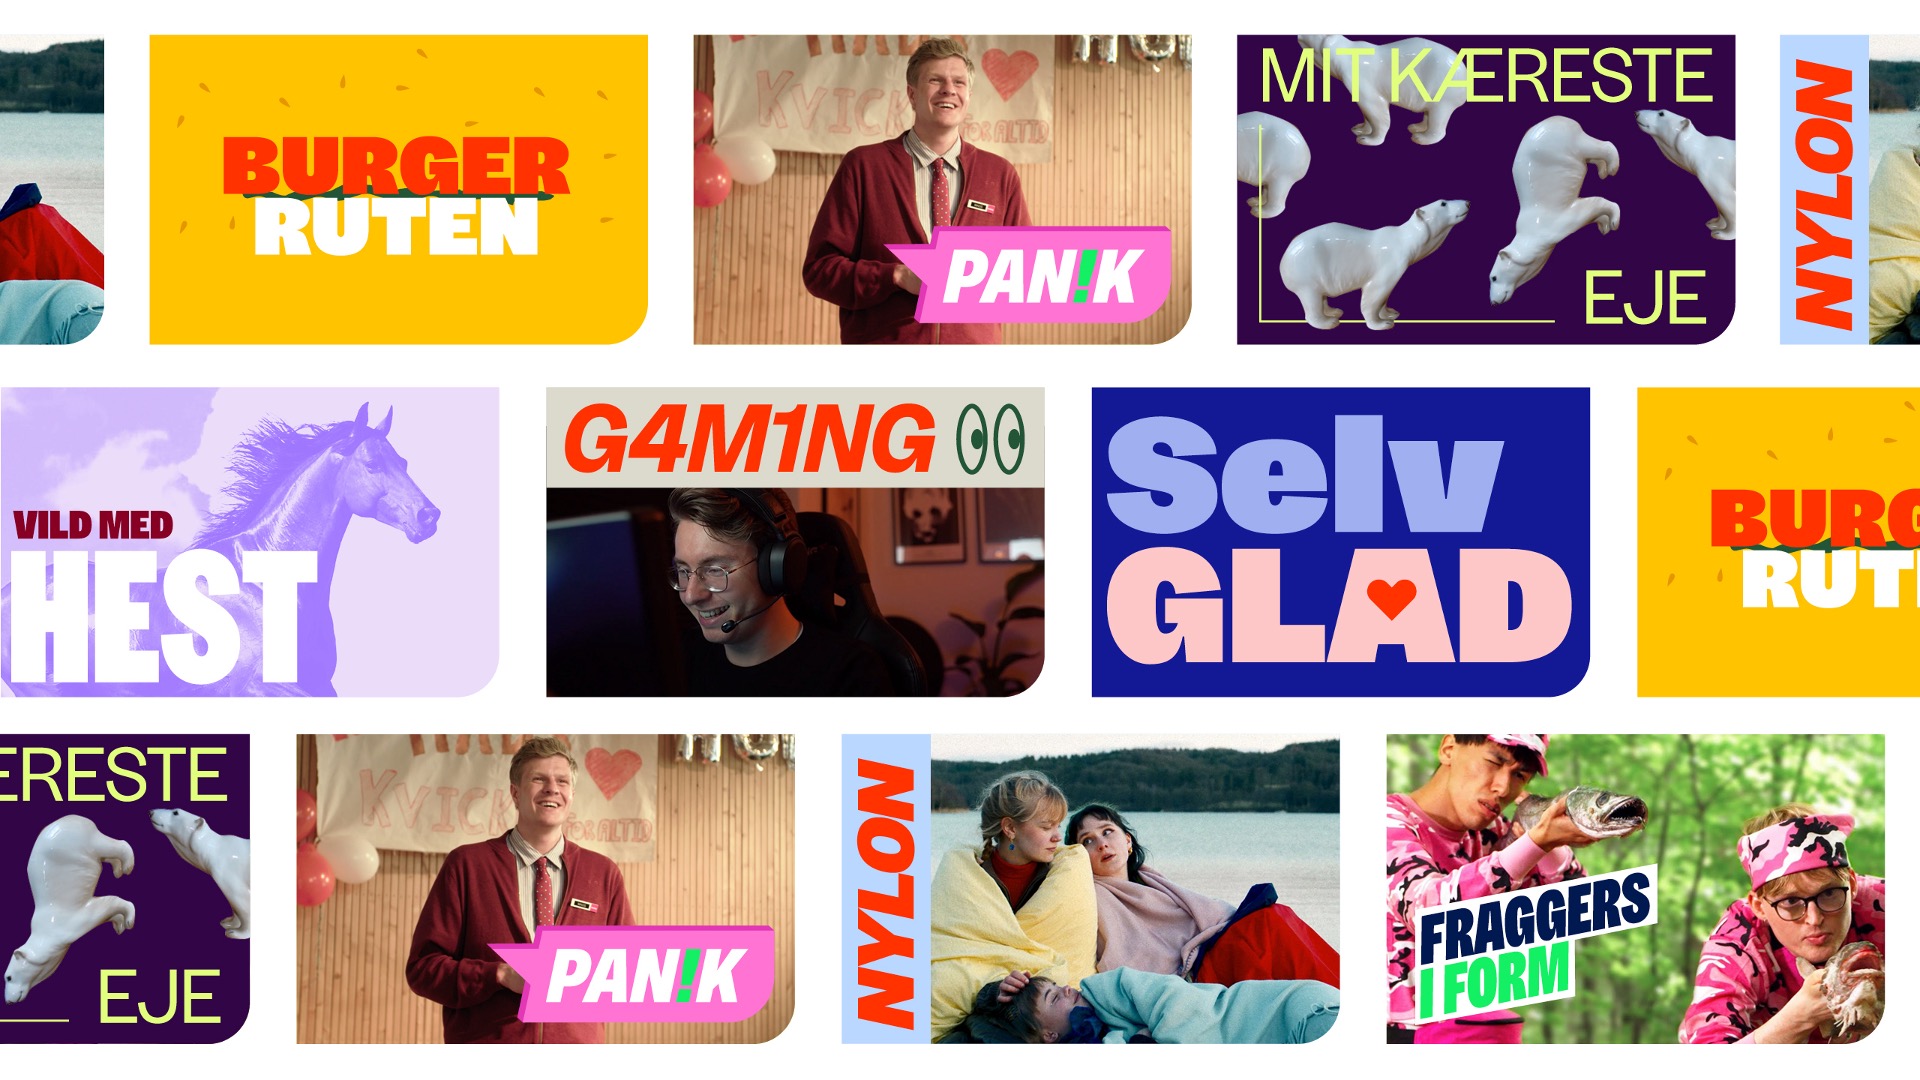 BURGER
RUTEN
KVICK
FOR ALTID
PAN!K
MIT KÆRESTE
EJE
NYLON
VILD MED
HEST
G4M1NG
Selv
GLAD
BURG
RUT
ERESTE
EJE
KVICK
FOR ALTID
PAN!K
NYLON
FRAGGERS
I FORM